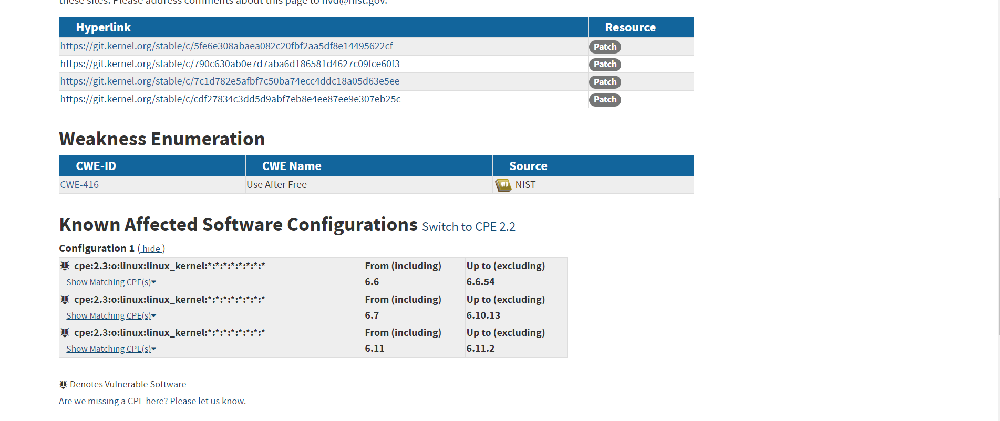 these sites. Please address comments about this page to nvd@nist.gov.
Hyperlink Resource
https://git.kernel.org/stable/c/5fe6e308abaea082c20fbf2aa5df8e14495622cf Patch
https://git.kernel.org/stable/c/790c630ab0e7d7aba6d186581d4627c09fce60f3 Patch
https://git.kernel.org/stable/c/7c1d782e5afbf7c50ba74ecc4ddc18a05d63e5ee Patch
https://git.kernel.org/stable/c/cdf27834c3dd5d9abf7eb8e4ee87ee9e307eb25c Patch
Weakness Enumeration
CWE-ID CWE Name Source
CWE-416 Use After Free NVD NIST
Known Affected Software Configurations Switch to CPE 2.2
Configuration 1 ( hide )
cpe:2.3:o:linux:linux_kernel:*:*:*:*:*:*:*:* From (including) Up to (excluding)
Show Matching CPE(s) 6.6 6.6.54
cpe:2.3:o:linux:linux_kernel:*:*:*:*:*:*:*:* From (including) Up to (excluding)
Show Matching CPE(s) 6.7 6.10.13
cpe:2.3:o:linux:linux_kernel:*:*:*:*:*:*:*:* From (including) Up to (excluding)
Show Matching CPE(s) 6.11 6.11.2
Denotes Vulnerable Software
Are we missing a CPE here? Please let us know.